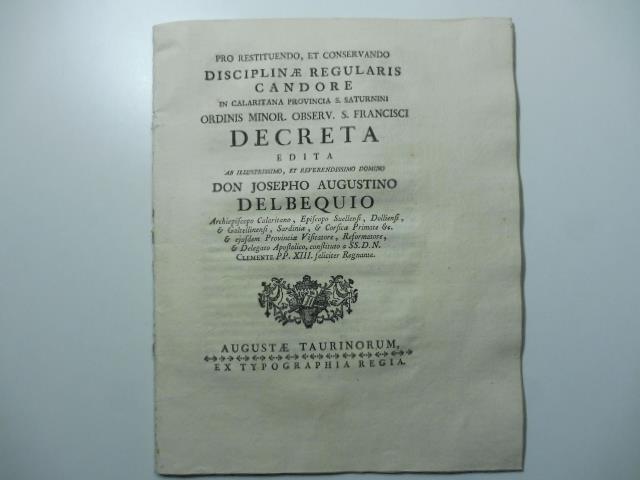 PRO RESTITUENDO, ET CONSERVANDO
DISCIPLINÆ REGULARIS
CANDORE
IN CALARITANA PROVINCIA S. SATURNINI
ORDINIS MINOR. OBSERV. S. FRANCISCI
DECRETA
EDITA
AB ILLUSTRISSIMO, ET REVERENDISSIMO DOMINO
DON JOSEPHO AUGUSTINO
DELBEQUIO
Archiepiscopo Calaritano, Episcopo Suellensi, Doliensi,
& Galtellinensi, Sardiniæ, & Corsicæ Primate &c.
& ejusdem Provinciæ Visitatore, Reformatore,
& Delegato Apostolico, constituto a SS.D.N.
CLEMENTE PP. XIII. feliciter Regnante.
AUGUSTÆ TAURINORUM,
EX TYPOGRAPHIA REGIA.